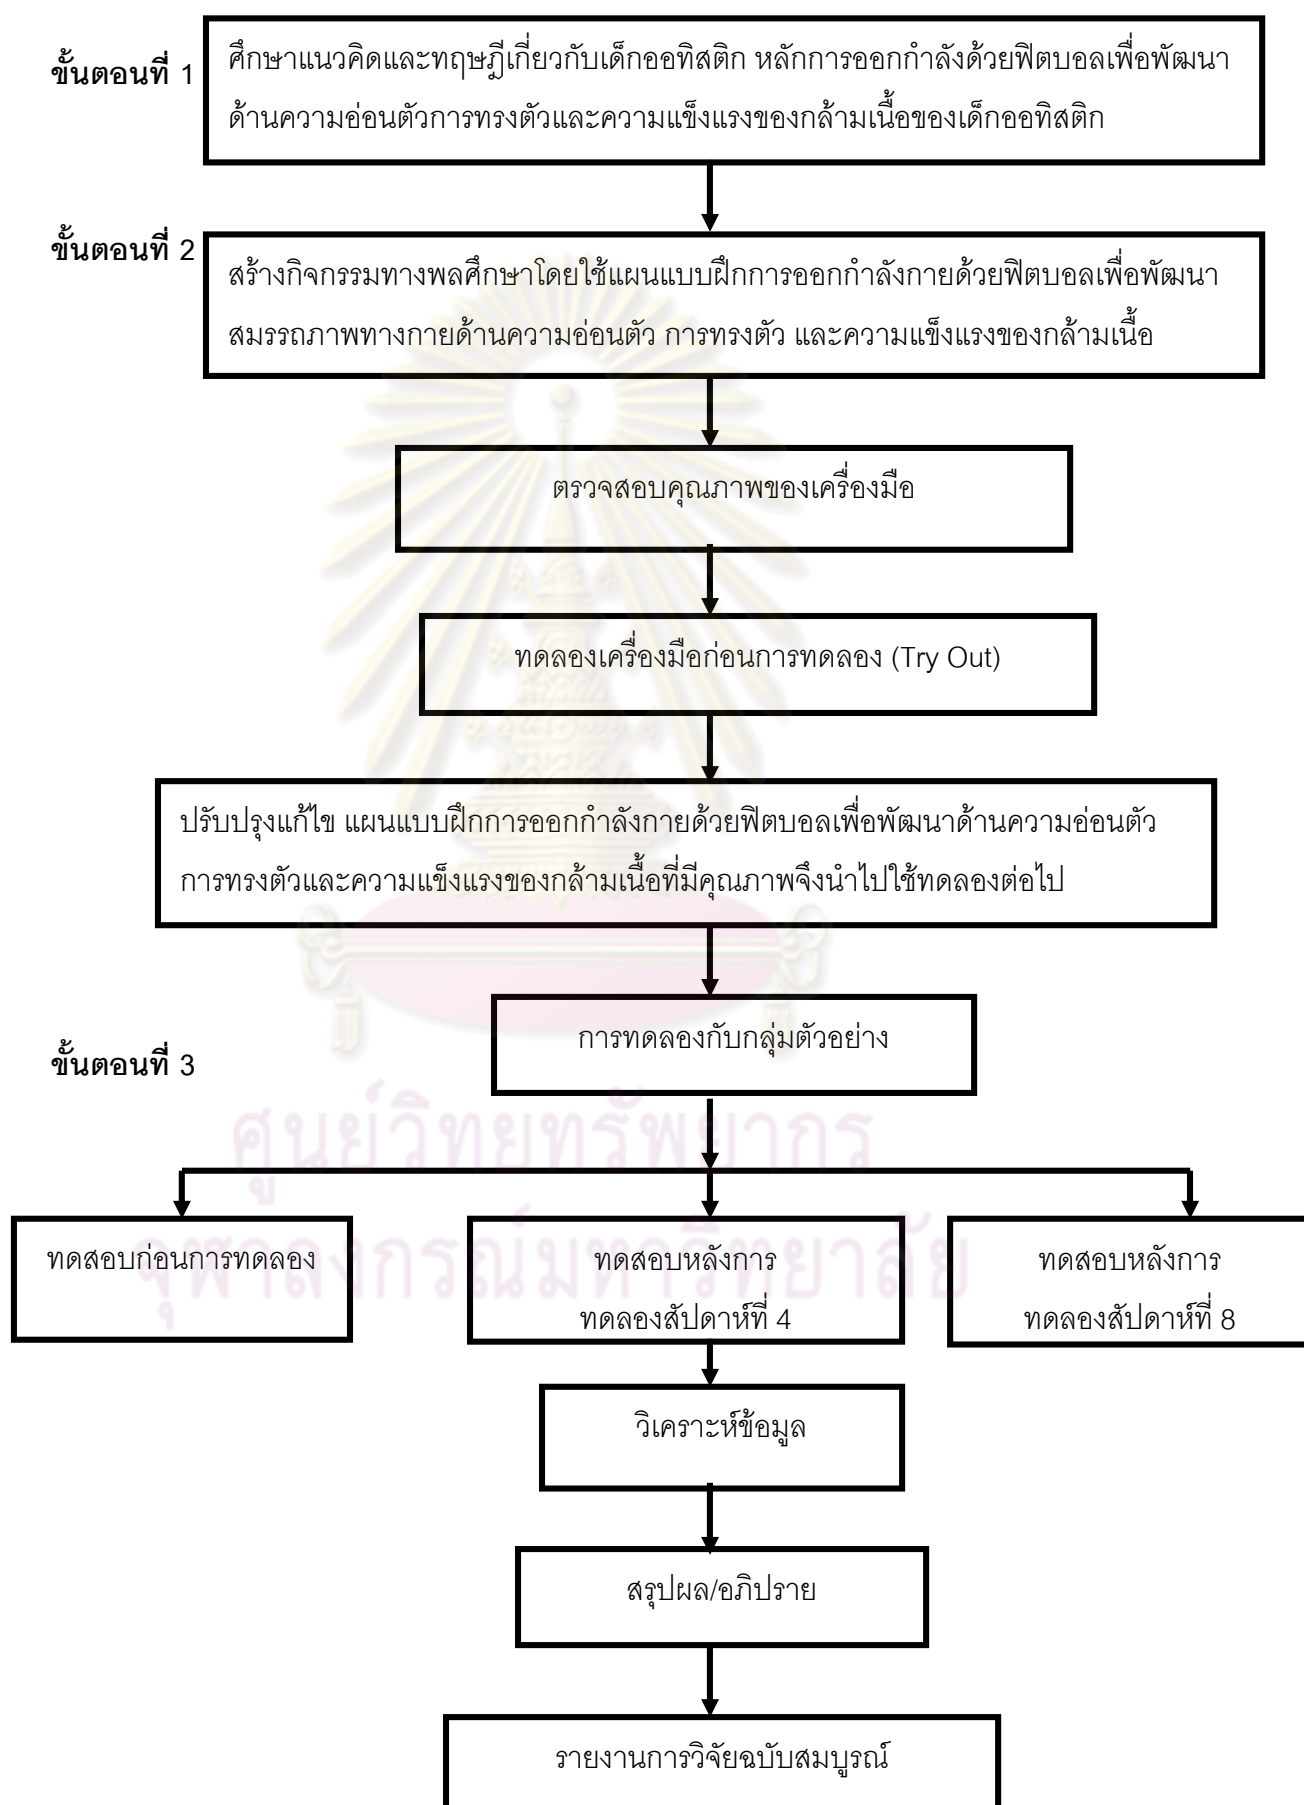 ขั้นตอนที่ 1
ศึกษาแนวคิดและทฤษฎีเกี่ยวกับเด็กออทิสติก หลักการออกกำลังด้วยฟิตบอลเพื่อพัฒนา
ด้านความอ่อนตัวการทรงตัวและความแข็งแรงของกล้ามเนื้อของเด็กออทิสติก
ขั้นตอนที่ 2
สร้างกิจกรรมทางพลศึกษาโดยใช้แผนแบบฝึกการออกกำลังกายด้วยฟิตบอลเพื่อพัฒนา
สมรรถภาพทางกายด้านความอ่อนตัว การทรงตัว และความแข็งแรงของกล้ามเนื้อ
ตรวจสอบคุณภาพของเครื่องมือ
ทดลองเครื่องมือก่อนการทดลอง (Try Out)
ปรับปรุงแก้ไข แผนแบบฝึกการออกกำลังกายด้วยฟิตบอลเพื่อพัฒนาด้านความอ่อนตัว
การทรงตัวและความแข็งแรงของกล้ามเนื้อที่มีคุณภาพจึงนำไปใช้ทดลองต่อไป
การทดลองกับกลุ่มตัวอย่าง
ขั้นตอนที่ 3
ศูนย์วิทยทรัพยากร
จุฬาลงกรณ์มหาวิทยาลัย
ทดสอบก่อนการทดลอง
ทดสอบหลังการ
ทดลองสัปดาห์ที่ 4
ทดสอบหลังการ
ทดลองสัปดาห์ที่ 8
วิเคราะห์ข้อมูล
สรุปผล/อภิปราย
รายงานการวิจัยฉบับสมบูรณ์